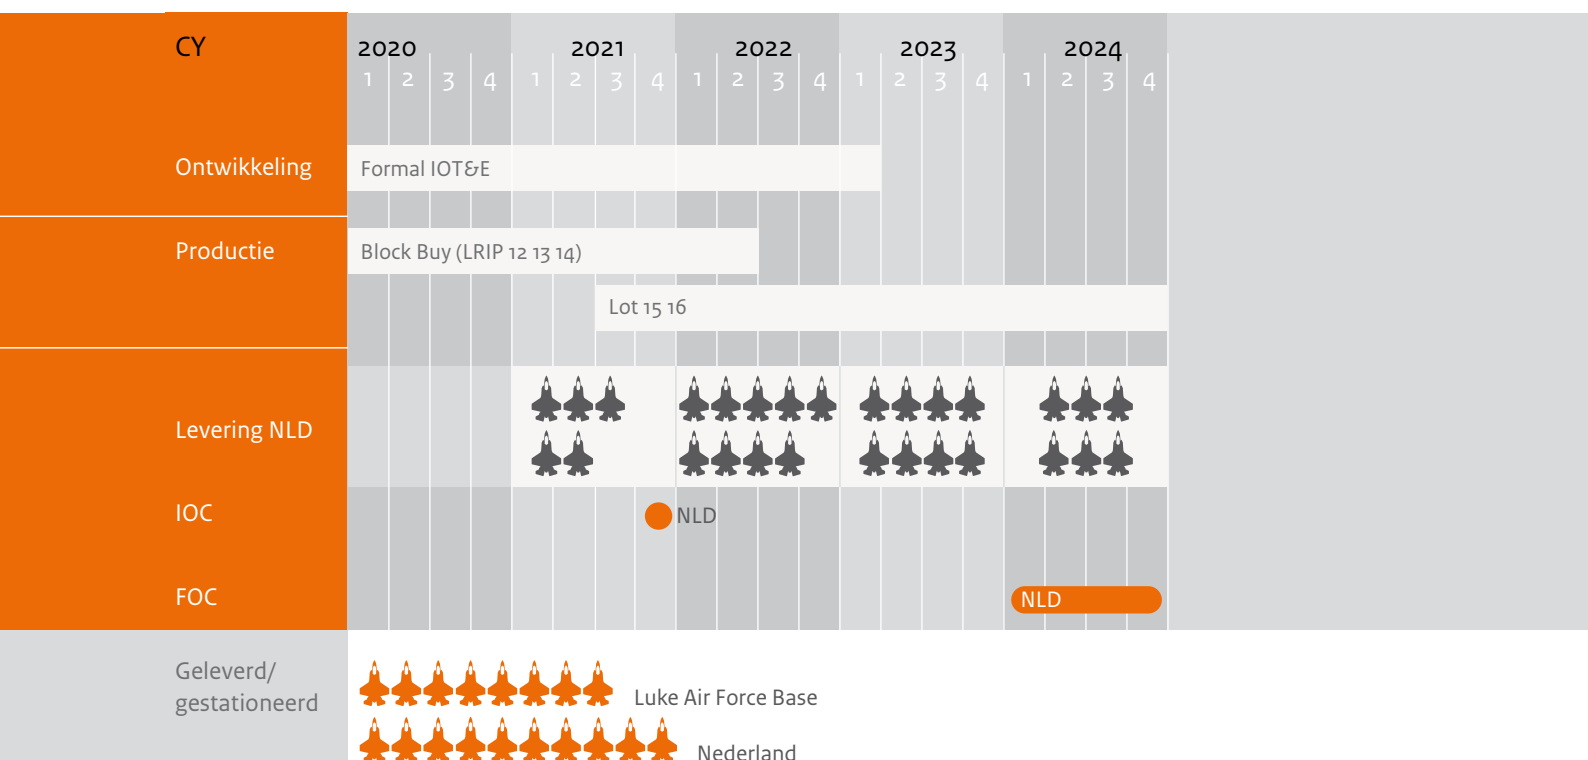 CY 2020 2021 2022 2023 2024
1 2 3 4 1 2 3 4 1 2 3 4 1 2 3 4 1 2 3 4
Ontwikkeling Formal IOT&E
Productie Block Buy (LRIP 12 13 14)
Lot 15 16
Levering NLD
IOC NLD
FOC NLD
Geleverd/
gestationeerd Luke Air Force Base
Nederland